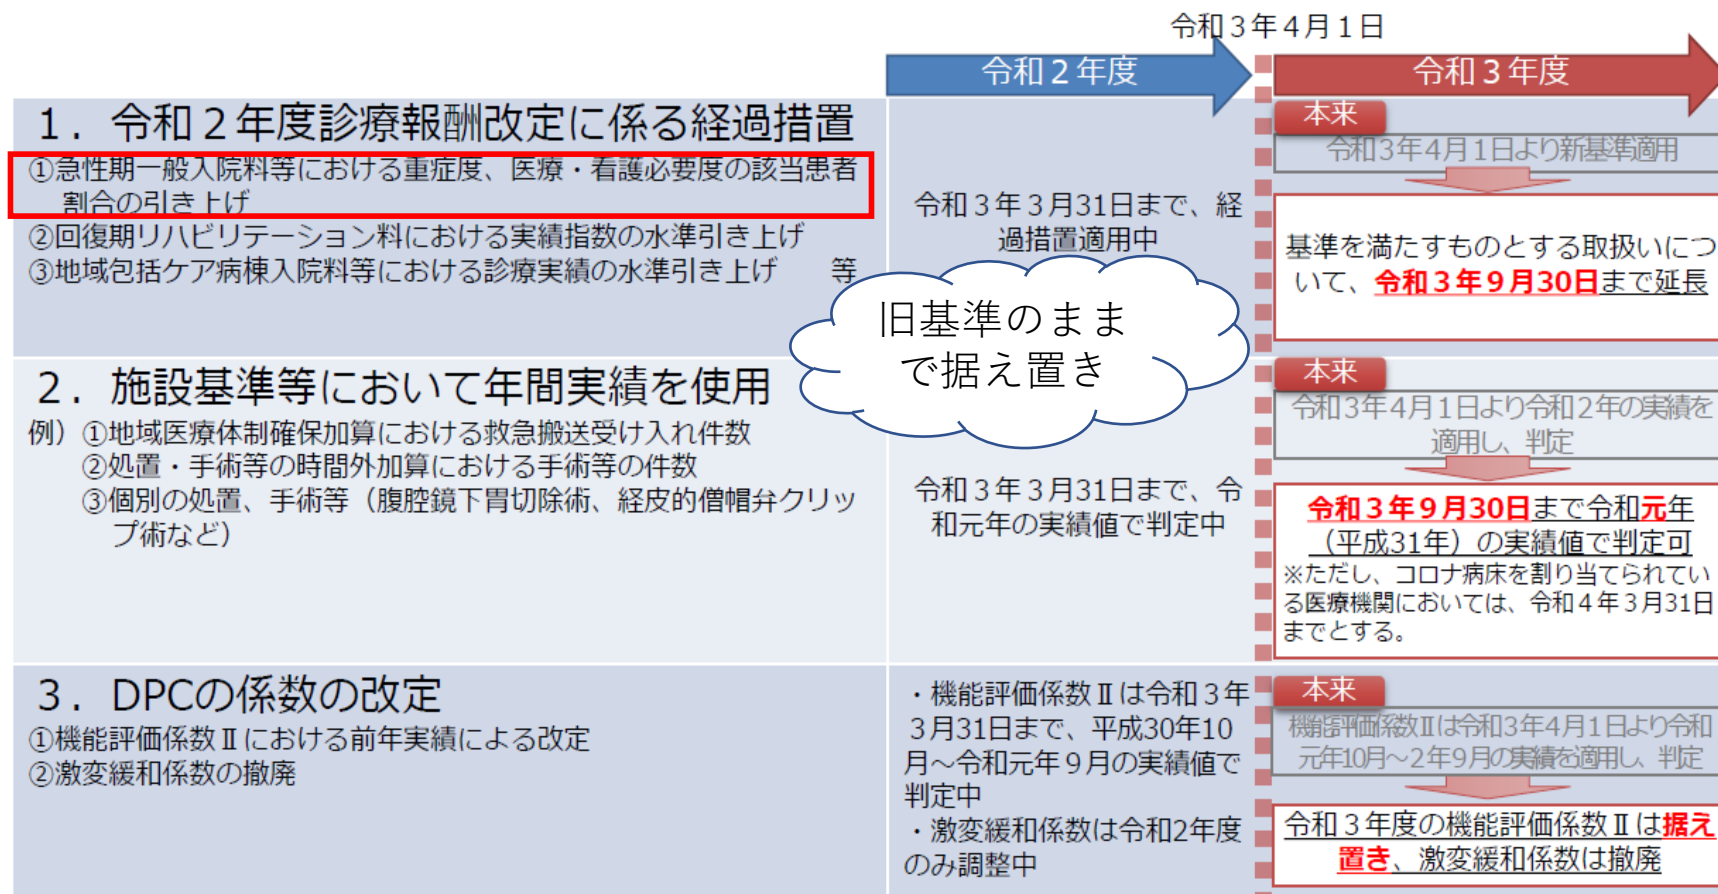 令和３年４月１日
令和２年度
令和３年度
１．令和２年度診療報酬改定に係る経過措置
①急性期一般入院料等における重症度、医療・看護必要度の該当患者
割合の引き上げ
②回復期リハビリテーション料における実績指数の水準引き上げ
③地域包括ケア病棟入院料等における診療実績の水準引き上げ　等
令和３年３月31日まで、経
過措置適用中
本来
令和３年４月１日より新基準適用
基準を満たすものとする取扱いにつ
いて、令和３年９月30日まで延長
旧基準のまま
で据え置き
２．施設基準等において年間実績を使用
例）①地域医療体制確保加算における救急搬送受け入れ件数
②処置・手術等の時間外加算における手術等の件数
③個別の処置、手術等（腹腔鏡下胃切除術、経皮的僧帽弁クリッ
プ術など）
令和３年３月31日まで、令
和元年の実績値で判定中
本来
令和３年４月１日より令和２年の実績を
適用し、判定
令和３年９月30日まで令和元年
（平成31年）の実績値で判定可
※ただし、コロナ病床を割り当てられてい
る医療機関においては、令和４年３月31日
までとする。
３．DPCの係数の改定
①機能評価係数Ⅱにおける前年実績による改定
②激変緩和係数の撤廃
・機能評価係数Ⅱは令和３年
３月31日まで、平成30年10
月～令和元年９月の実績値で
判定中
・激変緩和係数は令和2年度
のみ調整中
本来
機能評価係数Ⅱは令和３年４月１日より令和
元年10月～２年９月の実績を適用し、判定
令和３年度の機能評価係数Ⅱは据え
置き、激変緩和係数は撤廃